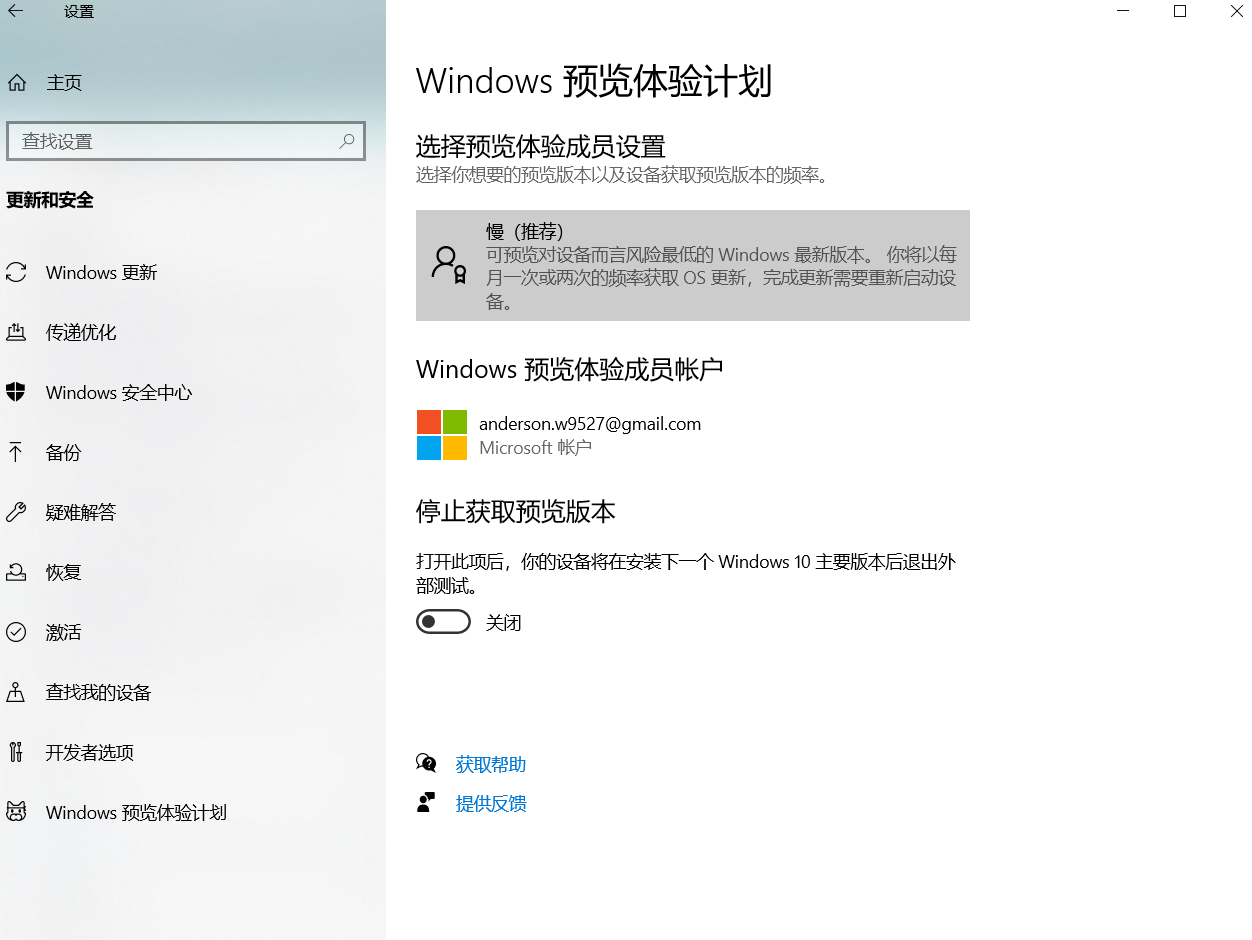 设置
主页
查找设置
更新和安全
Windows 更新
传递优化
Windows 安全中心
备份
疑难解答
恢复
激活
查找我的设备
开发者选项
Windows 预览体验计划
Windows 预览体验计划
选择预览体验成员设置
选择你想要的预览版本以及设备获取预览版本的频率。
慢（推荐）
可预览对设备而言风险最低的 Windows 最新版本。 你将以每
月一次或两次的频率获取 OS 更新，完成更新需要重新启动设
备。
Windows 预览体验成员帐户
anderson.w9527@gmail.com
Microsoft 帐户
停止获取预览版本
打开此项后，你的设备将在安装下一个 Windows 10 主要版本后退出外
部测试。
关闭
获取帮助
提供反馈